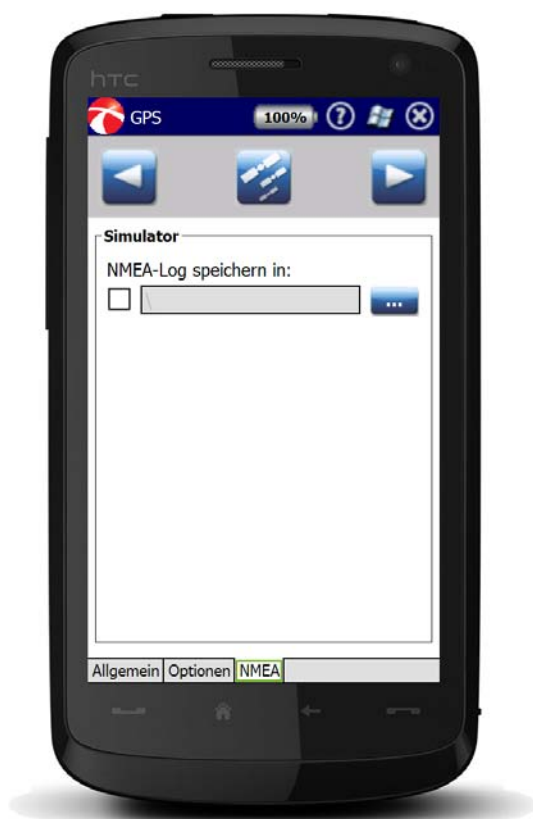 hTC
GPS
100%
?
Simulator
NMEA-Log speichern in:
\
...
Allgemein
Optionen
NMEA